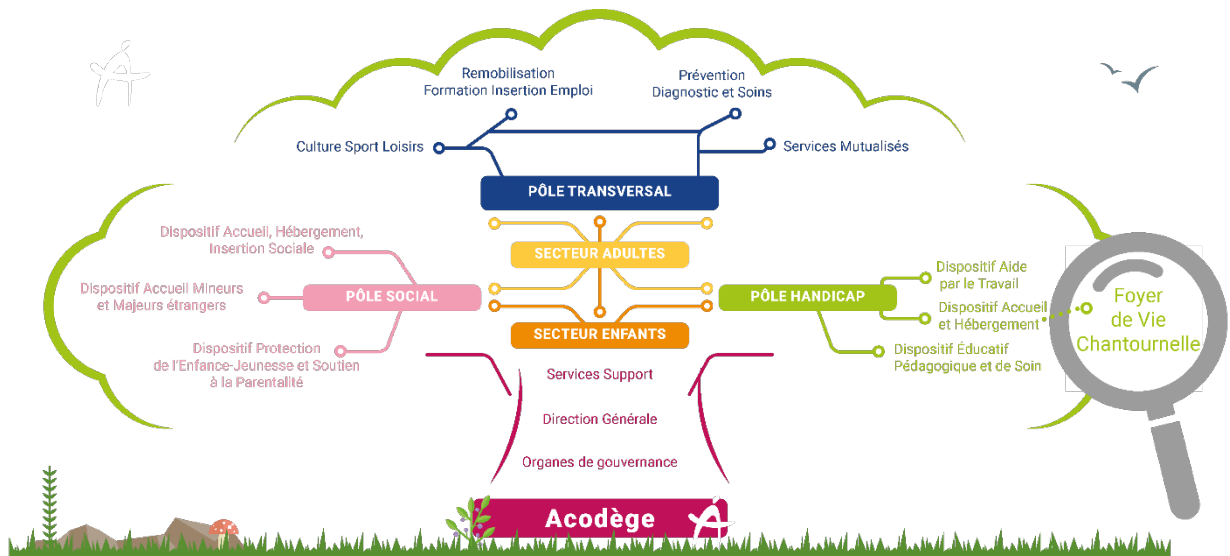 Remobilisation
Formation Insertion Emploi
Prévention
Diagnostic et Soins
Culture Sport Loisirs
Services Mutualisés
PÔLE TRANSVERSAL
Dispositif Accueil, Hébergement,
Insertion Sociale
SECTEUR ADULTES
Dispositif Accueil Mineurs
et Majeurs étrangers
PÔLE SOCIAL
PÔLE HANDICAP
Dispositif Aide
par le Travail
Dispositif Accueil
et Hébergement
Foyer
de Vie
Chantournelle
SECTEUR ENFANTS
Dispositif Protection
de l'Enfance-Jeunesse et Soutien
à la Parentalité
Dispositif Éducatif
Pédagogique et de Soin
Services Support
Direction Générale
Organes de gouvernance
Acodège